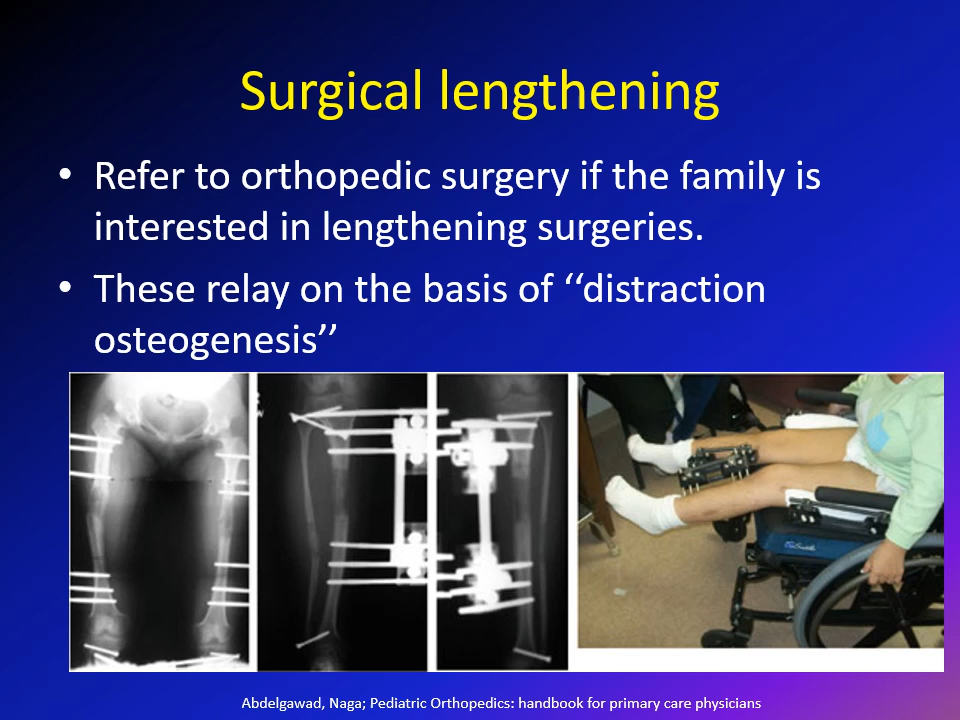 Surgical lengthening
• Refer to orthopedic surgery if the family is
interested in lengthening surgeries.
• These relay on the basis of ‘‘distraction
osteogenesis’’
Abdelgawad, Naga; Pediatric Orthopedics: handbook for primary care physicians